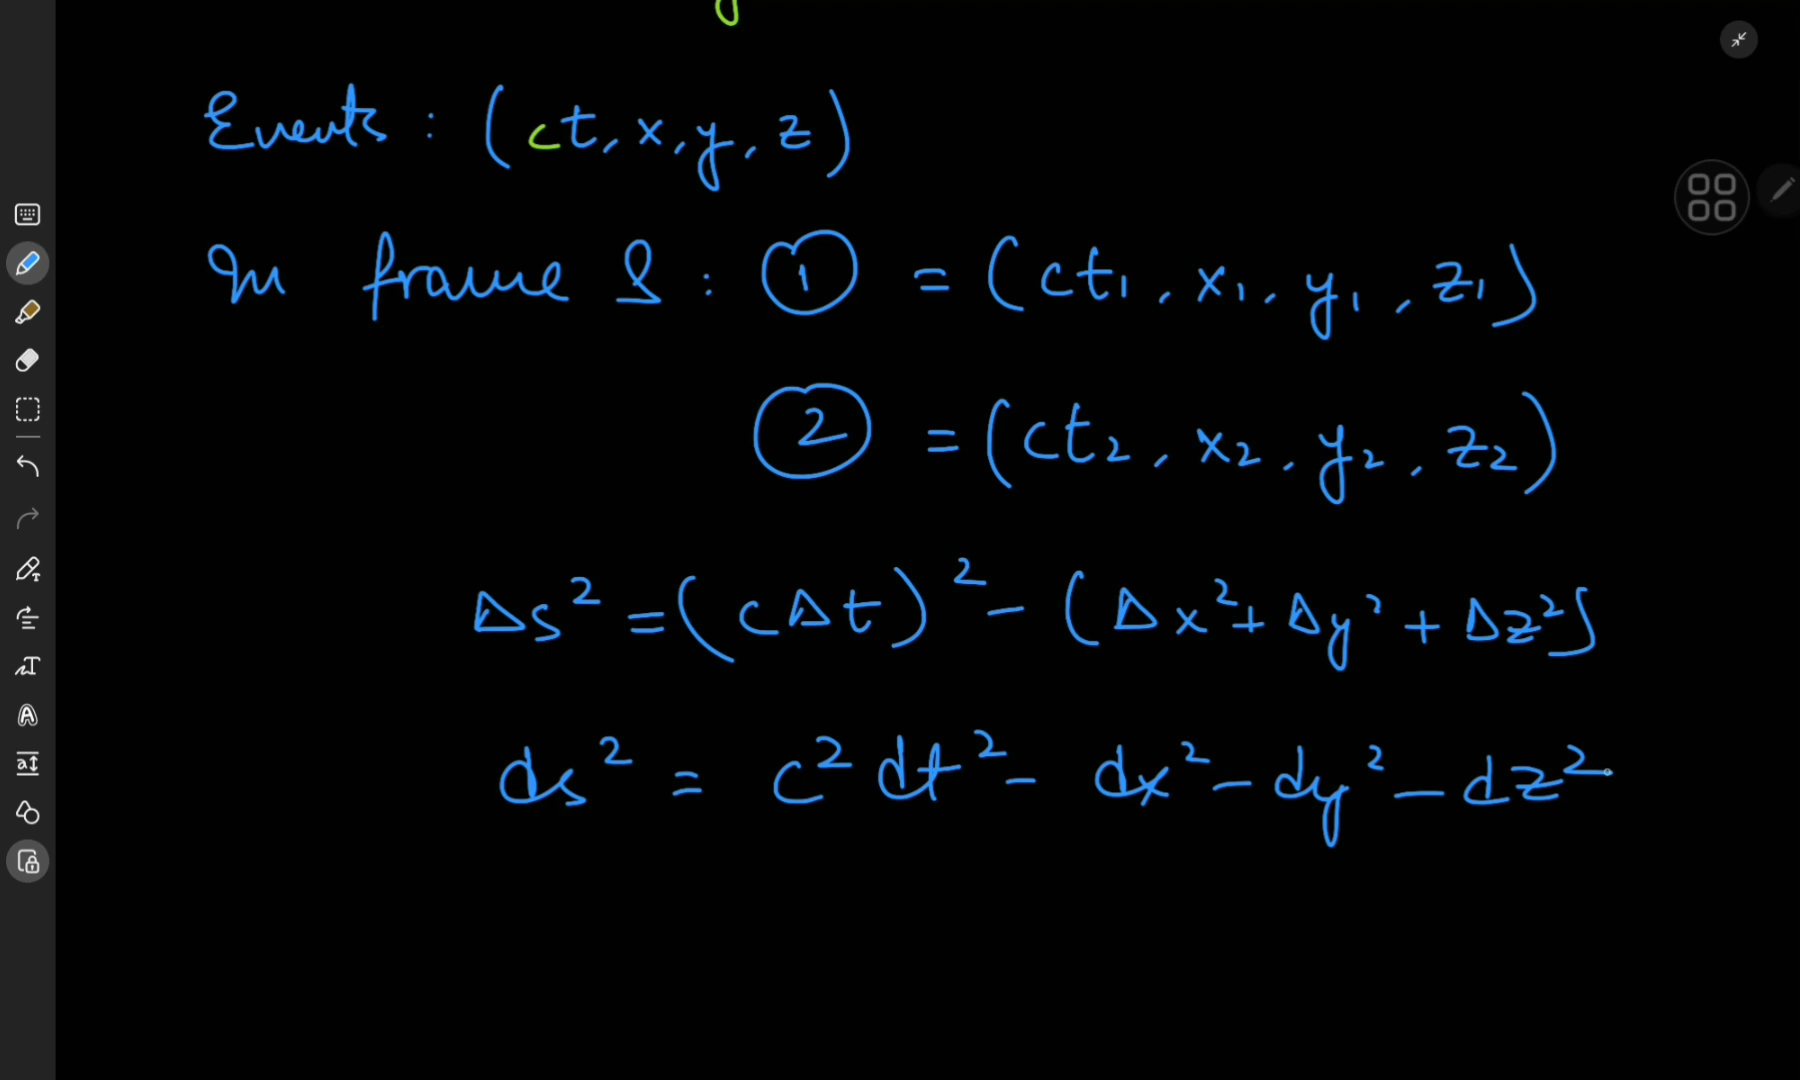 Events : (ct, x, y, z)
In frame S : ① = (ct₁, x₁, y₁, z₁)
② = (ct₂, x₂, y₂, z₂)
Δs² = (cΔt)² - (Δx² + Δy² + Δz²)
ds² = c² dt² - dx² - dy² - dz²